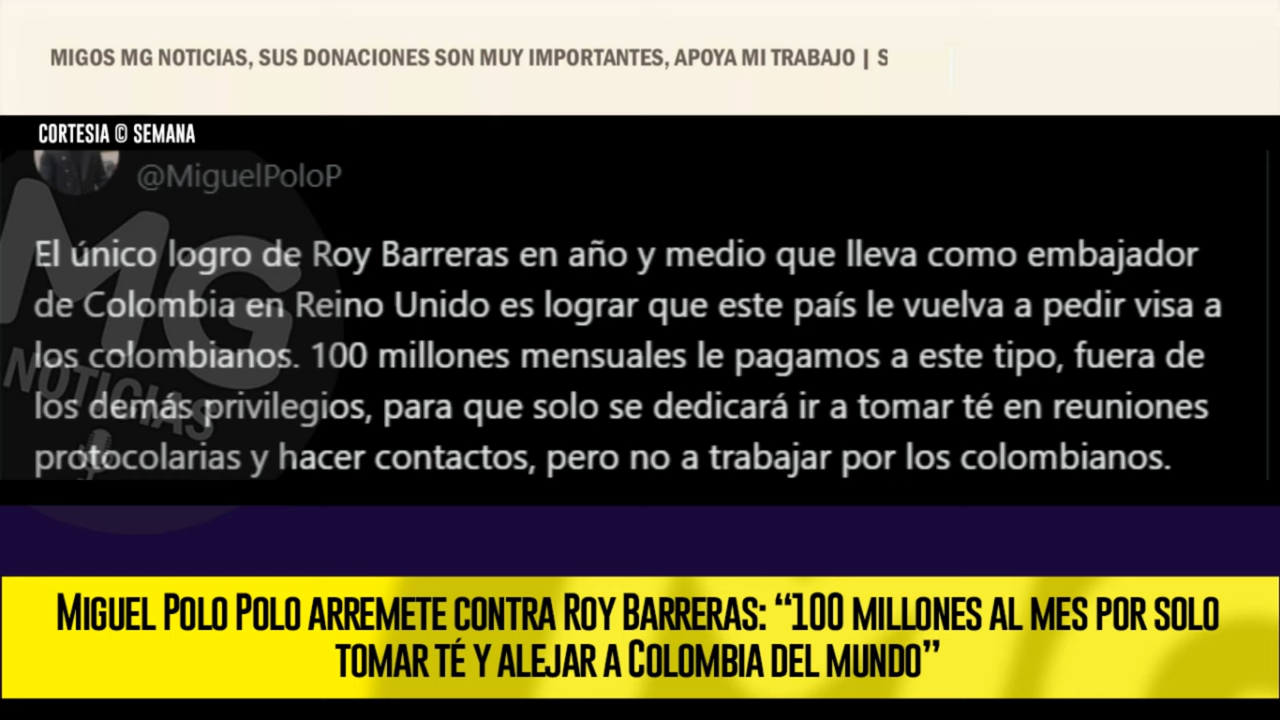 MIGOS MG NOTICIAS, SUS DONACIONES SON MUY IMPORTANTES, APOYA MI TRABAJO | S
CORTESIA © SEMANA
@MiguelPoloP
El único logro de Roy Barreras en año y medio que lleva como embajador
de Colombia en Reino Unido es lograr que este país le vuelva a pedir visa a
los colombianos. 100 millones mensuales le pagamos a este tipo, fuera de
los demás privilegios, para que solo se dedicará ir a tomar té en reuniones
protocolarias y hacer contactos, pero no a trabajar por los colombianos.
MG
NOTICIAS
MIGUEL POLO POLO ARREMETE CONTRA ROY BARRERAS: “100 MILLONES AL MES POR SOLO
TOMAR TÉ Y ALEJAR A COLOMBIA DEL MUNDO”